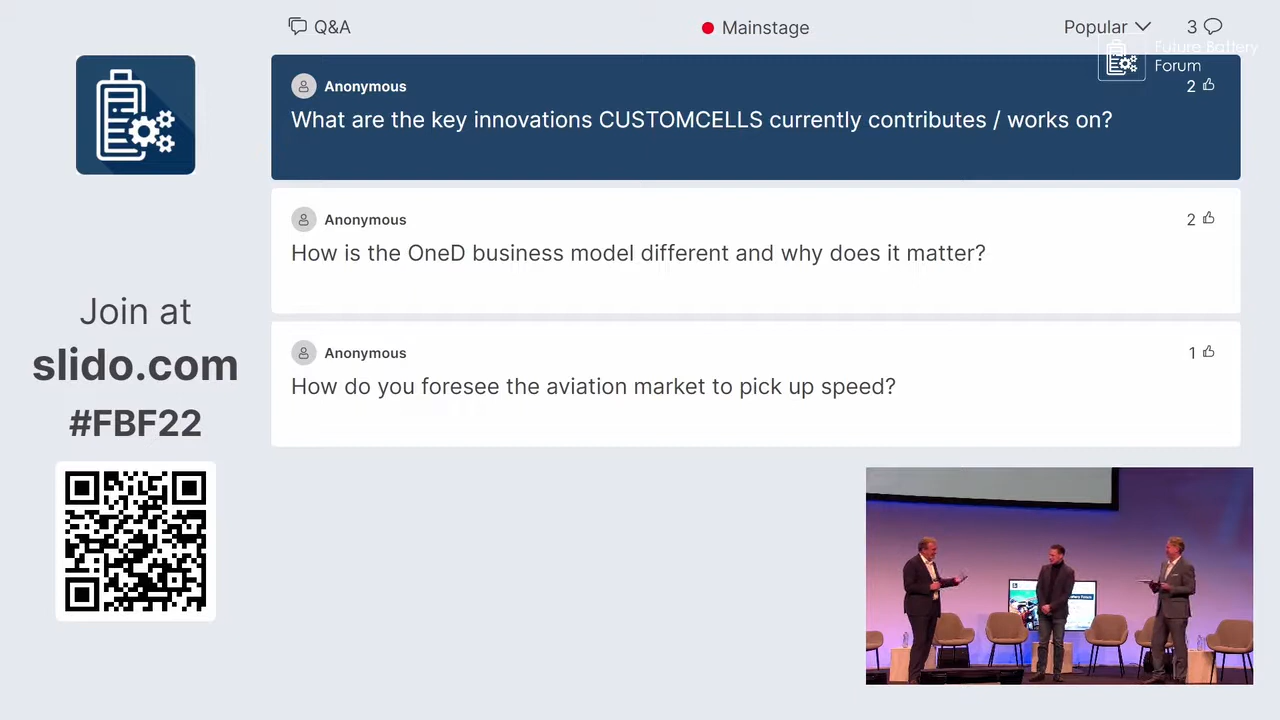 Q&A
Mainstage
Popular
3
Future Battery
Forum
Anonymous
2
What are the key innovations CUSTOMCELLS currently contributes / works on?
Anonymous
2
How is the OneD business model different and why does it matter?
Anonymous
1
How do you foresee the aviation market to pick up speed?
Join at
slido.com
#FBF22